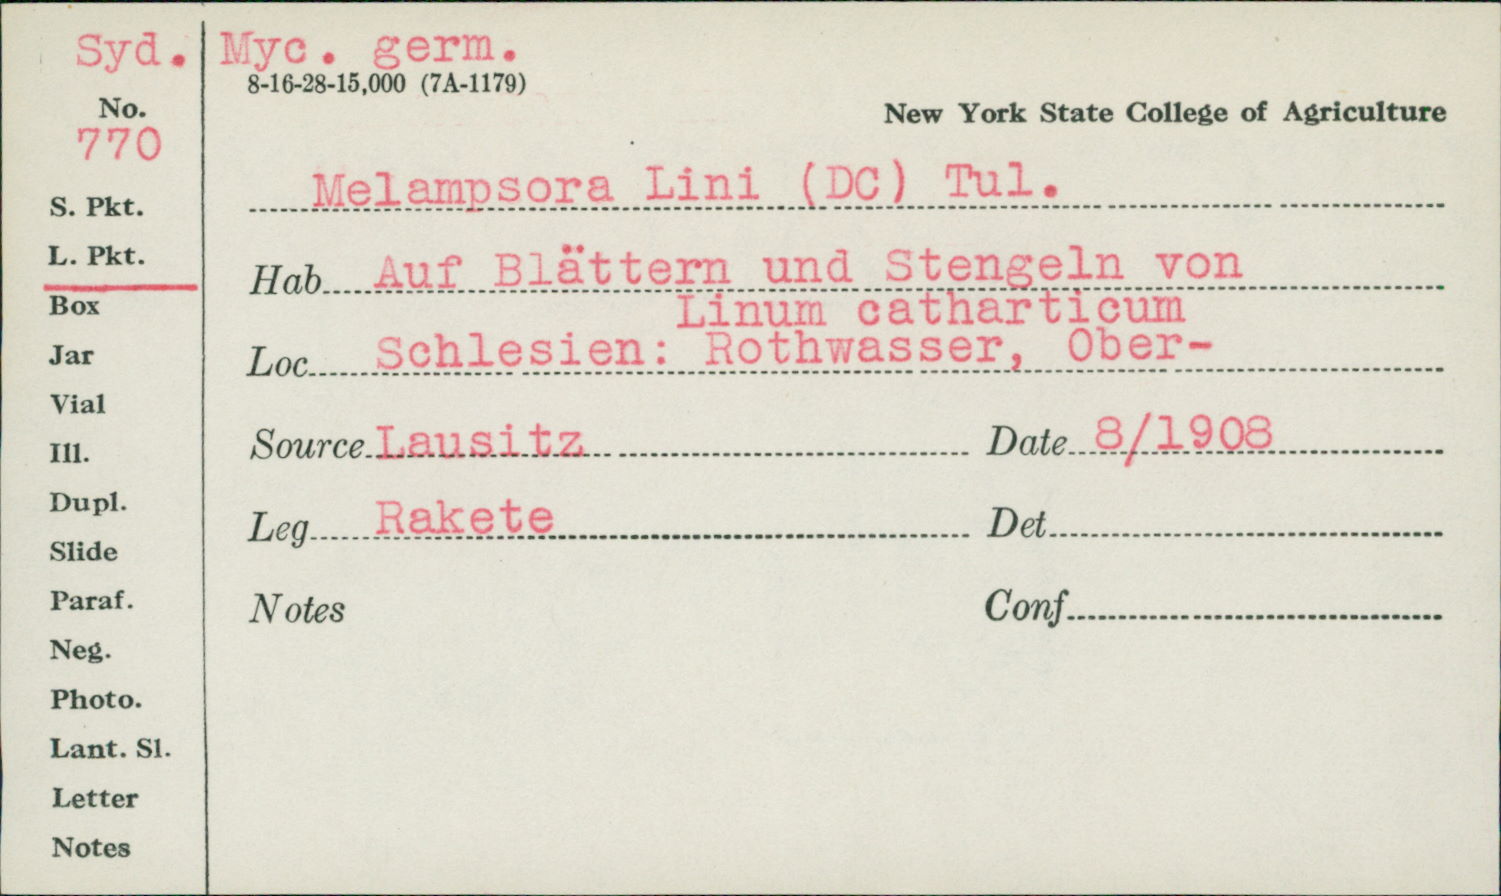 Syd. Myc. germ.
8-16-28-15,000 (7A-1179)
No.
770
New York State College of Agriculture
Melampsora Lini (DC) Tul.
S. Pkt.
L. Pkt.
Box
Jar
Vial
Ill.
Dupl.
Slide
Paraf.
Neg.
Photo.
Lant. Sl.
Letter
Notes
Hab. Auf Blättern und Stengeln von
Linum catharticum
Loc. Schlesien: Rothwasser, Ober-
Source Lausitz Date 8/1908
Leg. Rakete Det.
Notes Conf.